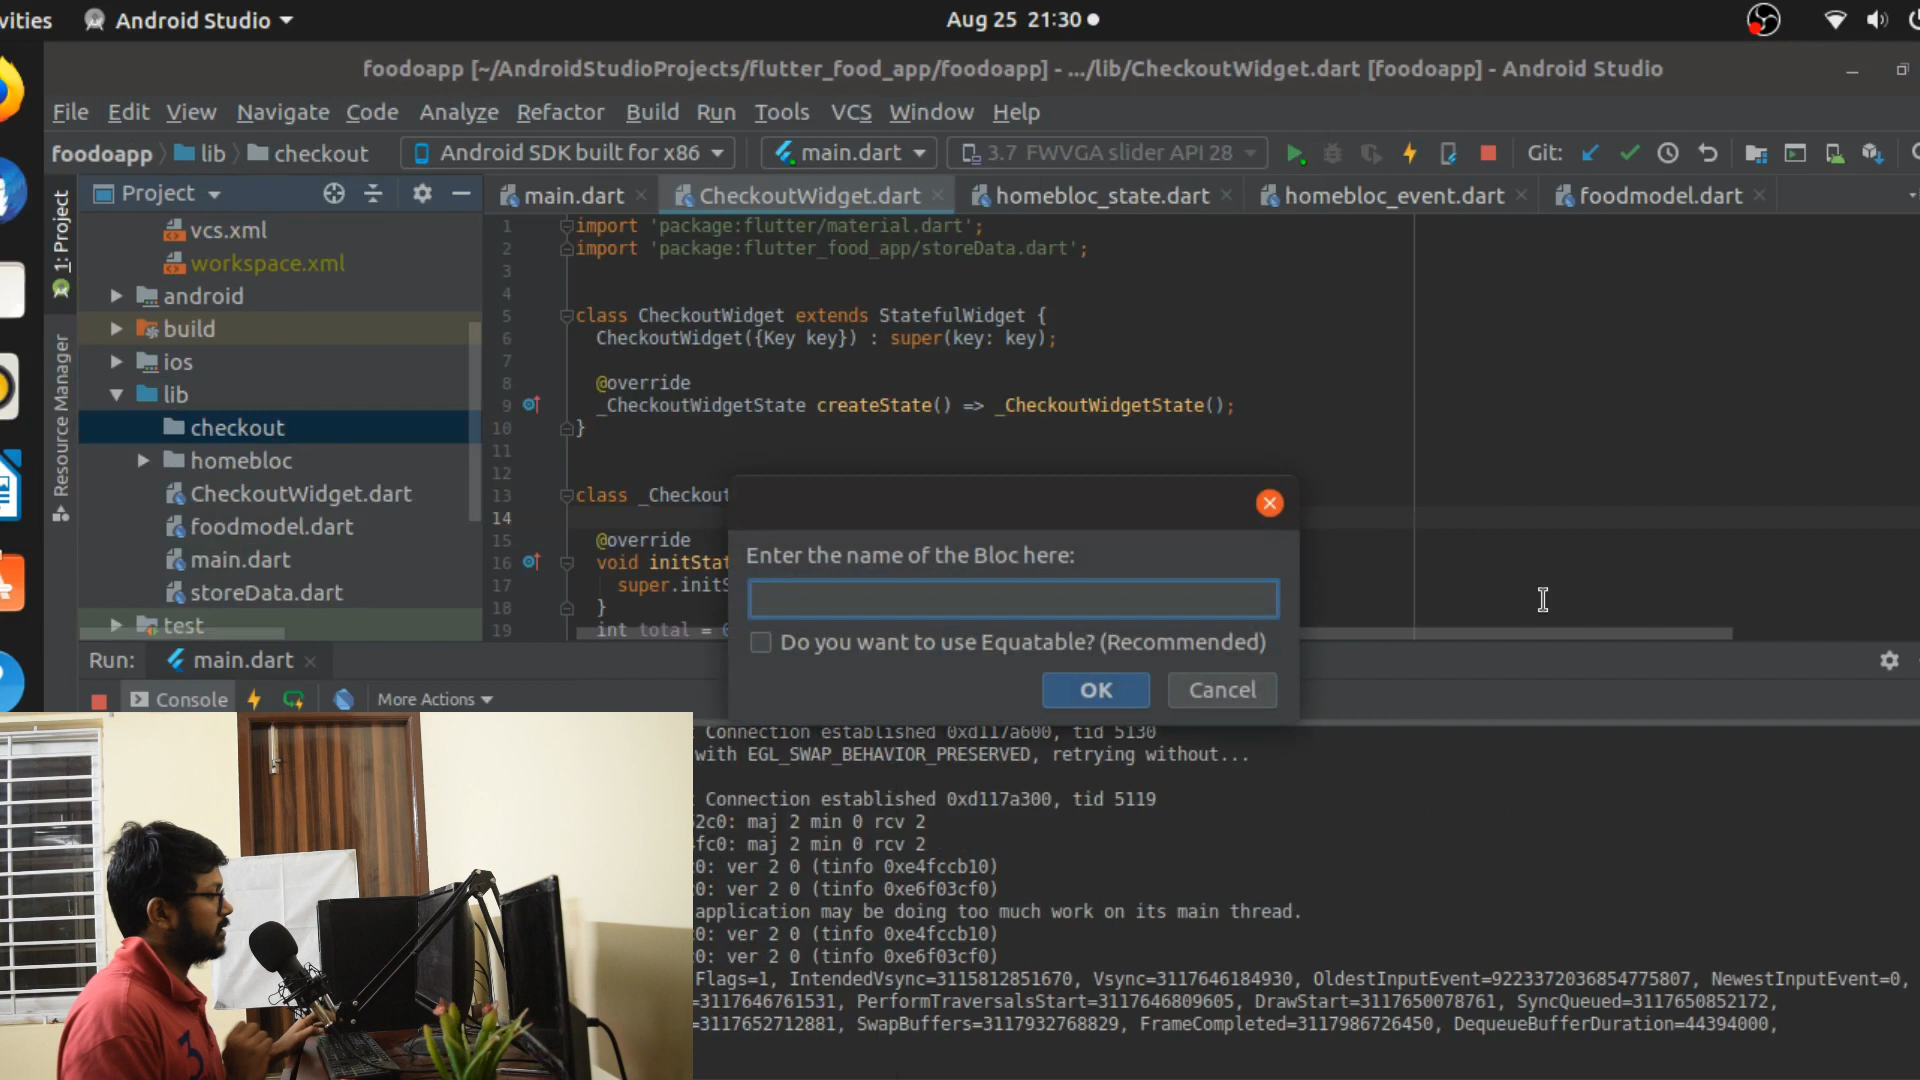 vities Android Studio Aug 25 21:30
foodoapp [~/AndroidStudioProjects/flutter_food_app/foodoapp] - .../lib/CheckoutWidget.dart [foodoapp] - Android Studio
File Edit View Navigate Code Analyze Refactor Build Run Tools VCS Window Help
foodoapp lib checkout Android SDK built for x86 main.dart 3.7 FWVGA slider API 28 Git:
Project main.dart CheckoutWidget.dart homebloc_state.dart homebloc_event.dart foodmodel.dart
1: Project
Resource Manager
vcs.xml
workspace.xml
android
build
ios
lib
checkout
homebloc
CheckoutWidget.dart
foodmodel.dart
main.dart
storeData.dart
test
1 import 'package:flutter/material.dart';
2 import 'package:flutter_food_app/storeData.dart';
3
4
5 class CheckoutWidget extends StatefulWidget {
6 CheckoutWidget({Key key}) : super(key: key);
7
8 @override
9 _CheckoutWidgetState createState() => _CheckoutWidgetState();
10 }
11
12
13 class _Checkout
14
15 @override
16 void initStat
17 super.initS
18 }
19 int total = 0
Enter the name of the Bloc here:
Do you want to use Equatable? (Recommended)
OK Cancel
Run: main.dart
Console More Actions
Connection established 0xd117a600, tid 5130
with EGL_SWAP_BEHAVIOR_PRESERVED, retrying without...
Connection established 0xd117a300, tid 5119
2c0: maj 2 min 0 rcv 2
fc0: maj 2 min 0 rcv 2
0: ver 2 0 (tinfo 0xe4fccb10)
0: ver 2 0 (tinfo 0xe6f03cf0)
application may be doing too much work on its main thread.
0: ver 2 0 (tinfo 0xe4fccb10)
0: ver 2 0 (tinfo 0xe6f03cf0)
Flags=1, IntendedVsync=3115812851670, Vsync=3117646184930, OldestInputEvent=9223372036854775807, NewestInputEvent=0,
=3117646761531, PerformTraversalsStart=3117646809605, DrawStart=3117650078761, SyncQueued=3117650852172,
=3117652712881, SwapBuffers=3117932768829, FrameCompleted=3117986726450, DequeueBufferDuration=44394000,
3